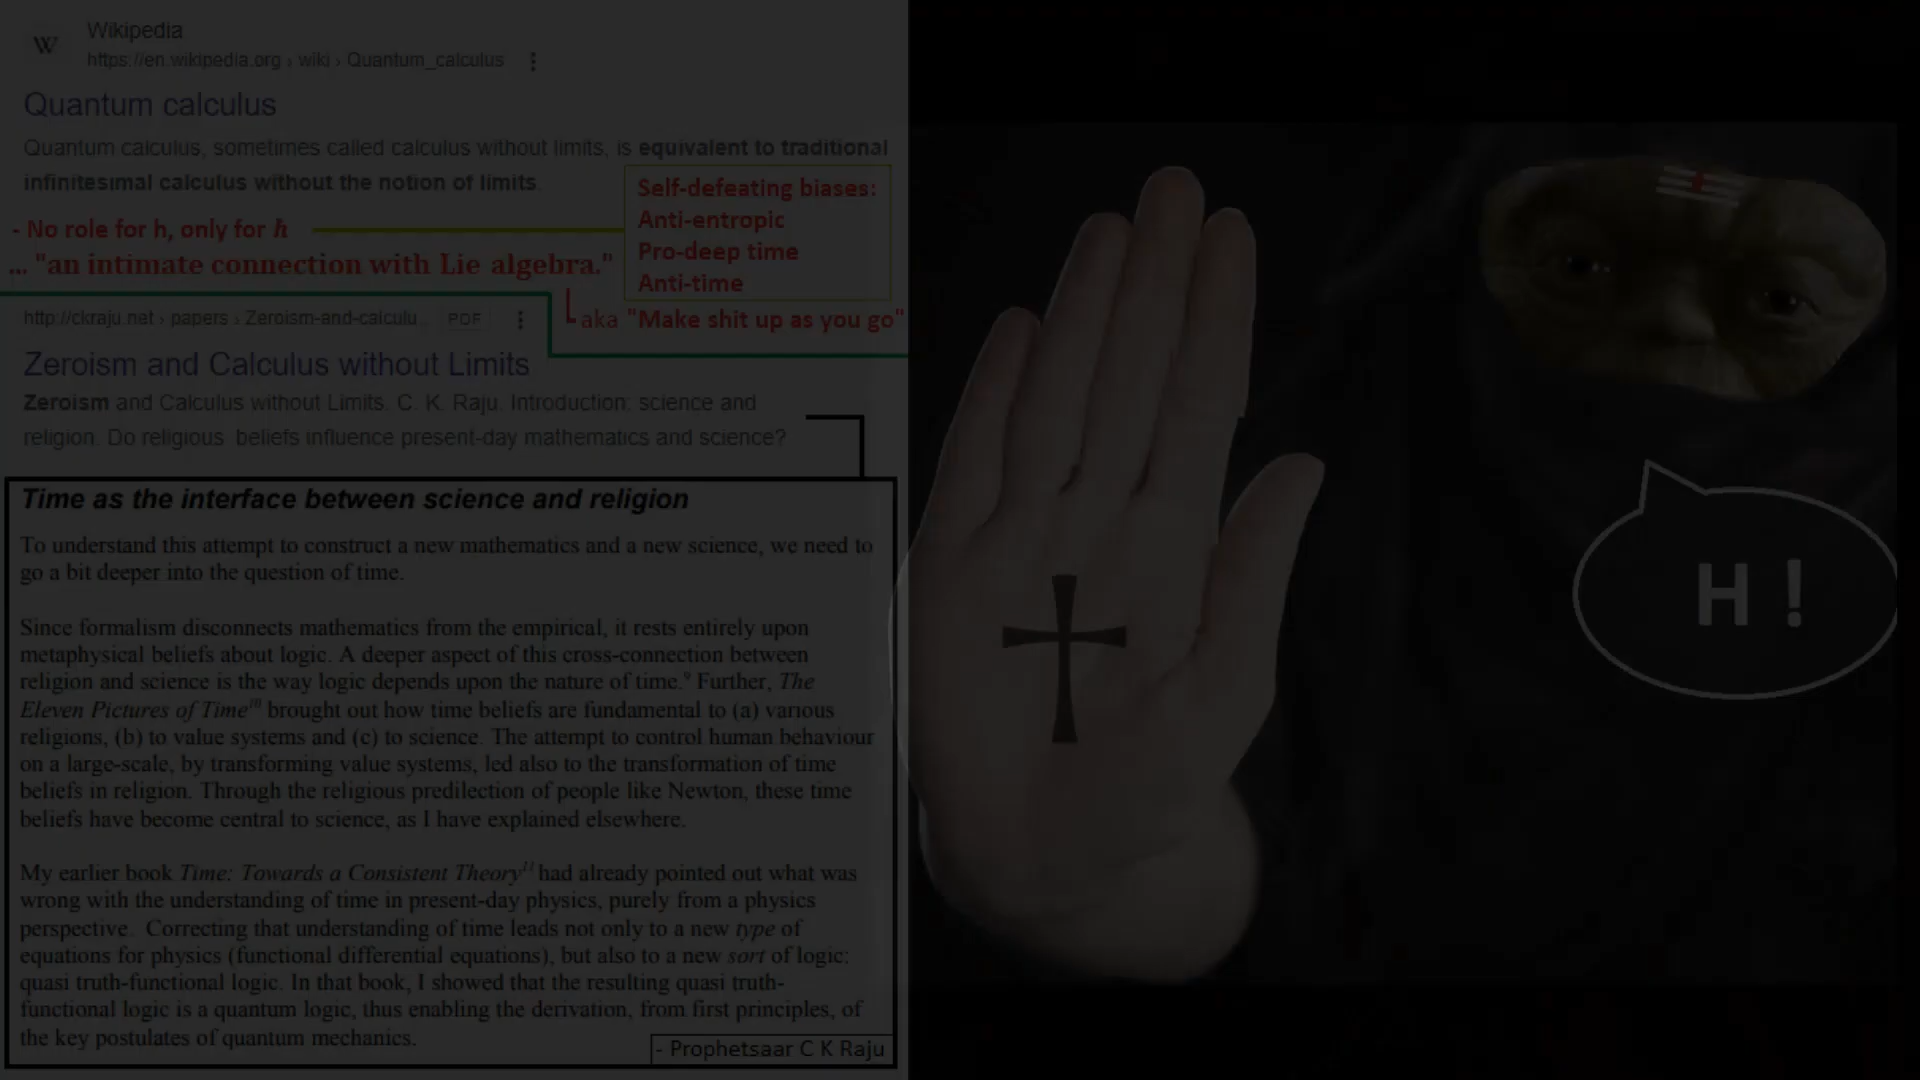 W
Wikipedia
https://en.wikipedia.org › wiki › Quantum_calculus
Quantum calculus
Quantum calculus, sometimes called calculus without limits, is equivalent to traditional
infinitesimal calculus without the notion of limits.
- No role for h, only for ℏ
... "an intimate connection with Lie algebra."
Self-defeating biases:
Anti-entropic
Pro-deep time
Anti-time
aka "Make shit up as you go"
http://ckraju.net › papers › Zeroism-and-calculu... PDF
Zeroism and Calculus without Limits
Zeroism and Calculus without Limits. C. K. Raju. Introduction: science and
religion. Do religious beliefs influence present-day mathematics and science?
Time as the interface between science and religion
To understand this attempt to construct a new mathematics and a new science, we need to
go a bit deeper into the question of time.
Since formalism disconnects mathematics from the empirical, it rests entirely upon
metaphysical beliefs about logic. A deeper aspect of this cross-connection between
religion and science is the way logic depends upon the nature of time.9 Further, The
Eleven Pictures of Time10 brought out how time beliefs are fundamental to (a) various
religions, (b) to value systems and (c) to science. The attempt to control human behaviour
on a large-scale, by transforming value systems, led also to the transformation of time
beliefs in religion. Through the religious predilection of people like Newton, these time
beliefs have become central to science, as I have explained elsewhere.
My earlier book Time: Towards a Consistent Theory11 had already pointed out what was
wrong with the understanding of time in present-day physics, purely from a physics
perspective. Correcting that understanding of time leads not only to a new type of
equations for physics (functional differential equations), but also to a new sort of logic:
quasi truth-functional logic. In that book, I showed that the resulting quasi truth-
functional logic is a quantum logic, thus enabling the derivation, from first principles, of
the key postulates of quantum mechanics.
- Prophetsaar C K Raju
H !